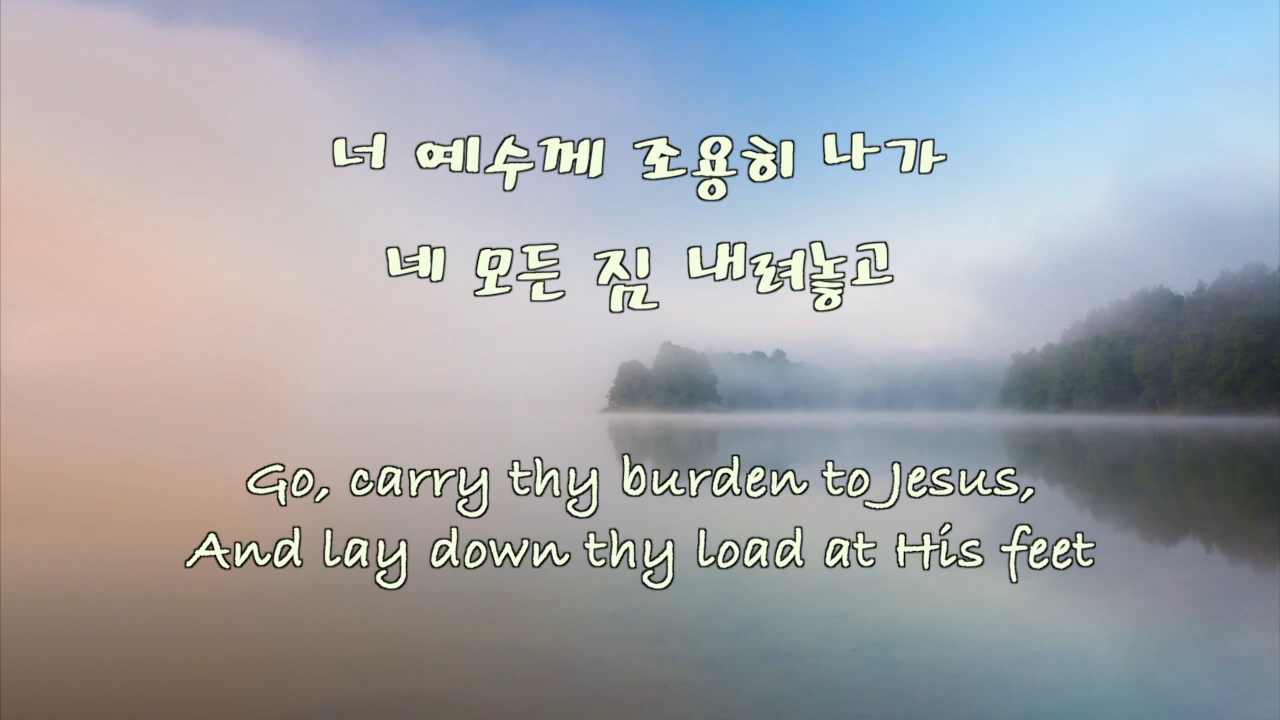 너 예수께 조용히 나가
네 모든 짐 내려놓고
Go, carry thy burden to Jesus,
And lay down thy load at His feet